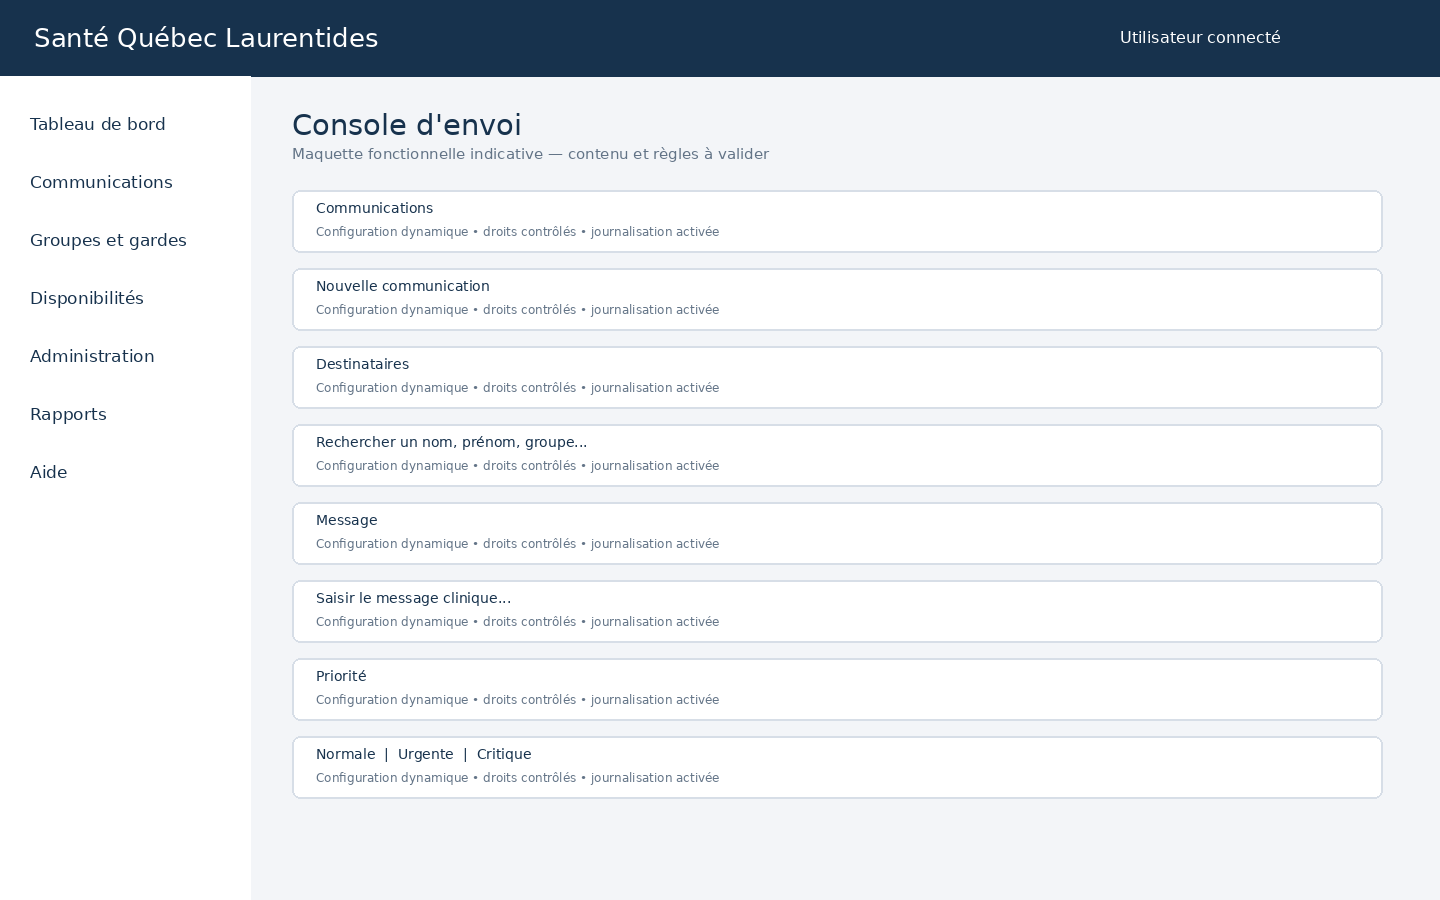 Santé Québec Laurentides
Utilisateur connecté
Tableau de bord
Communications
Groupes et gardes
Disponibilités
Administration
Rapports
Aide
Console d'envoi
Maquette fonctionnelle indicative — contenu et règles à valider
Communications
Configuration dynamique • droits contrôlés • journalisation activée
Nouvelle communication
Configuration dynamique • droits contrôlés • journalisation activée
Destinataires
Configuration dynamique • droits contrôlés • journalisation activée
Rechercher un nom, prénom, groupe...
Configuration dynamique • droits contrôlés • journalisation activée
Message
Configuration dynamique • droits contrôlés • journalisation activée
Saisir le message clinique...
Configuration dynamique • droits contrôlés • journalisation activée
Priorité
Configuration dynamique • droits contrôlés • journalisation activée
Normale | Urgente | Critique
Configuration dynamique • droits contrôlés • journalisation activée